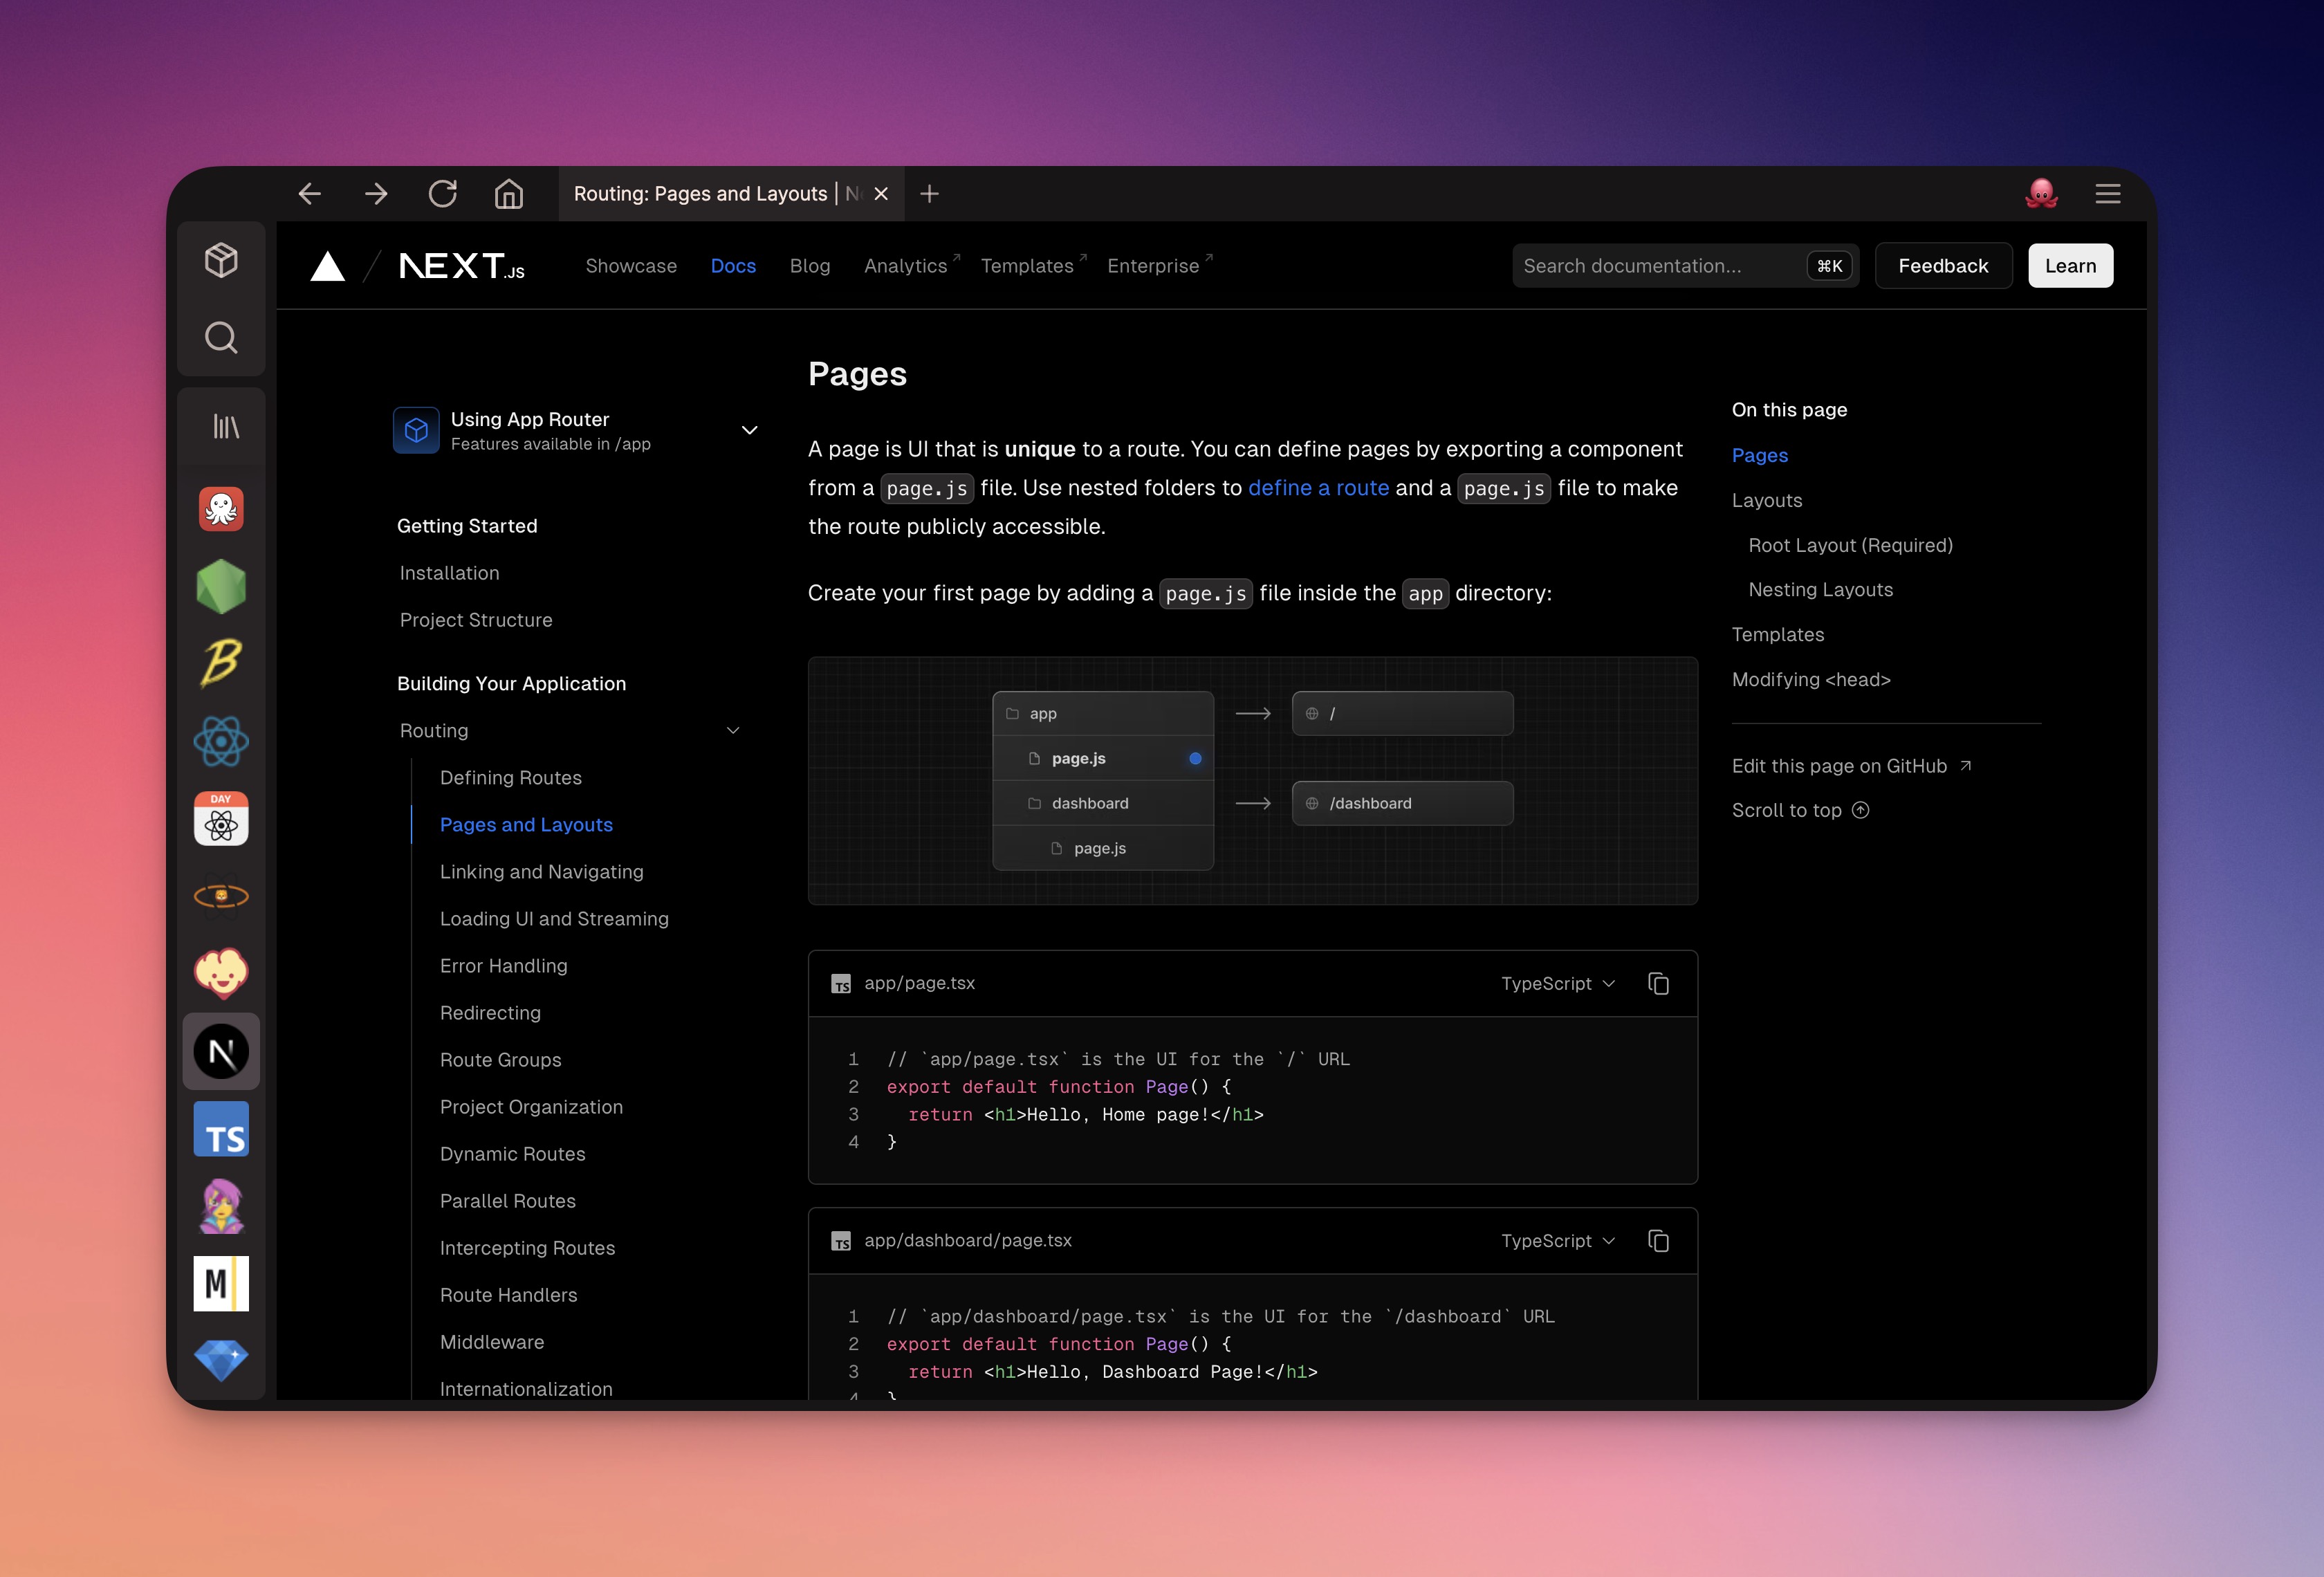 Routing: Pages and Layouts |
NEXT.JS
Showcase
Docs
Blog
Analytics ↗
Templates ↗
Enterprise ↗
Search documentation...
⌘K
Feedback
Learn
DAY
N
TS
M
Using App Router
Features available in /app
Getting Started
Installation
Project Structure
Building Your Application
Routing
Defining Routes
Pages and Layouts
Linking and Navigating
Loading UI and Streaming
Error Handling
Redirecting
Route Groups
Project Organization
Dynamic Routes
Parallel Routes
Intercepting Routes
Route Handlers
Middleware
Internationalization
Pages
A page is UI that is unique to a route. You can define pages by exporting a component
from a page.js file. Use nested folders to define a route and a page.js file to make
the route publicly accessible.
Create your first page by adding a page.js file inside the app directory:
app
/
page.js
dashboard
/dashboard
page.js
TS app/page.tsx
TypeScript
1 // `app/page.tsx` is the UI for the `/` URL
2 export default function Page() {
3   return <h1>Hello, Home page!</h1>
4 }
TS app/dashboard/page.tsx
TypeScript
1 // `app/dashboard/page.tsx` is the UI for the `/dashboard` URL
2 export default function Page() {
3   return <h1>Hello, Dashboard Page!</h1>
4 }
On this page
Pages
Layouts
Root Layout (Required)
Nesting Layouts
Templates
Modifying <head>
Edit this page on GitHub ↗
Scroll to top